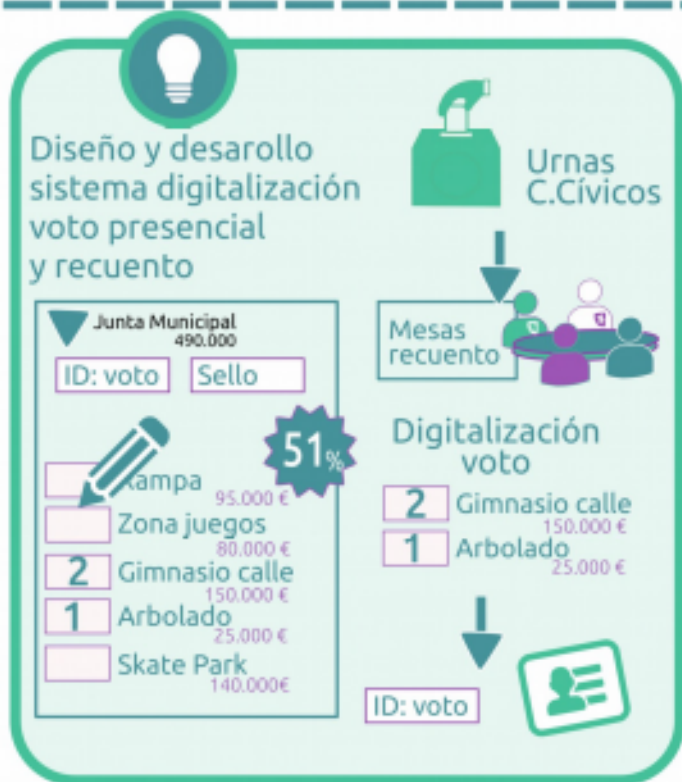 Diseño y desarollo
sistema digitalización
voto presencial
y recuento
Junta Municipal
490.000
ID: voto
Sello
51%
Rampa
95.000 €
Zona juegos
80.000 €
2 Gimnasio calle
150.000 €
1 Arbolado
25.000 €
Skate Park
140.000€
Urnas
C.Cívicos
Mesas
recuento
Digitalización
voto
2 Gimnasio calle
150.000 €
1 Arbolado
25.000 €
ID: voto